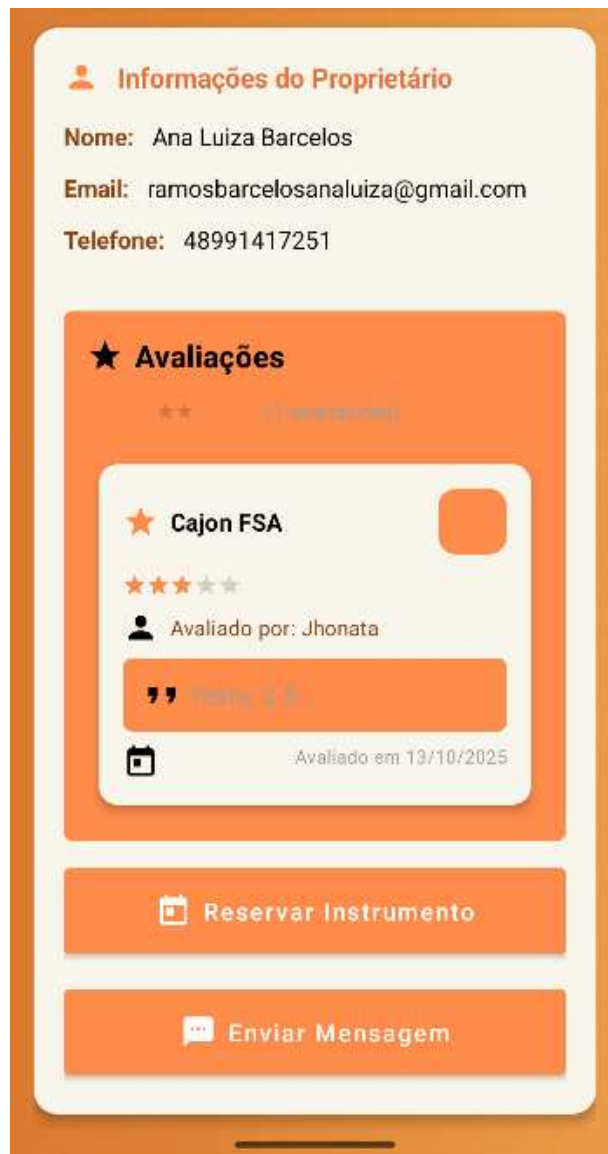 Informações do Proprietário
Nome: Ana Luiza Barcelos
Email: ramosbarcelosanaluiza@gmail.com
Telefone: 48991417251
Avaliações
Cajon FSA
Avaliado por: Jhonata
Avaliado em 13/10/2025
Reservar Instrumento
Enviar Mensagem